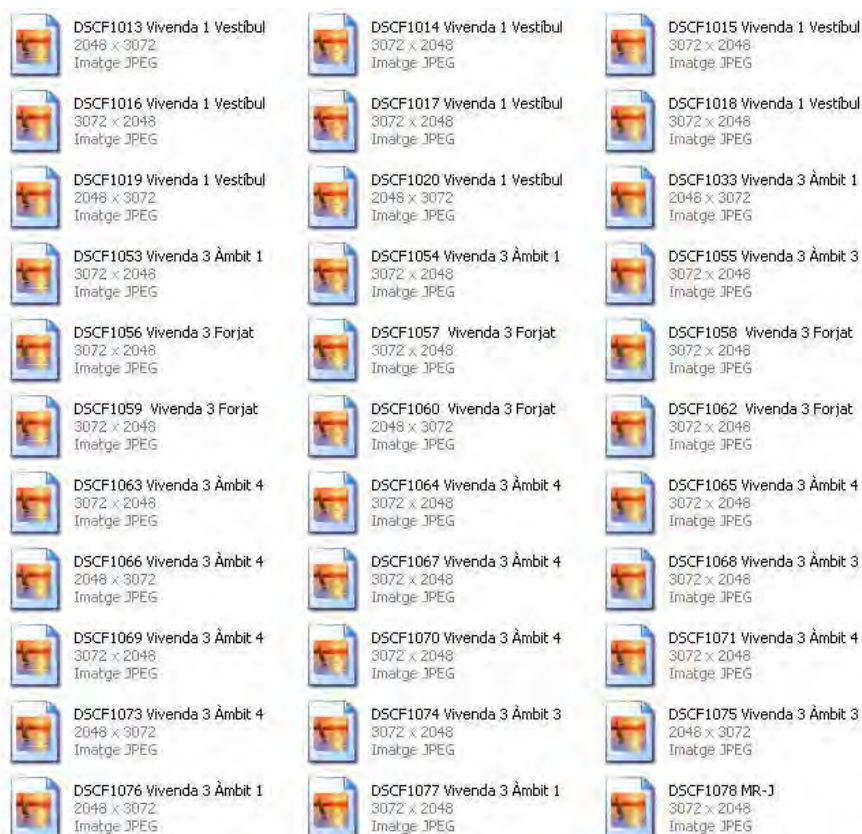 DSCF1013 Vivenda 1 Vestíbul
2048 x 3072
Imatge JPEG
DSCF1014 Vivenda 1 Vestíbul
3072 x 2048
Imatge JPEG
DSCF1015 Vivenda 1 Vestíbul
3072 x 2048
Imatge JPEG
DSCF1016 Vivenda 1 Vestíbul
3072 x 2048
Imatge JPEG
DSCF1017 Vivenda 1 Vestíbul
3072 x 2048
Imatge JPEG
DSCF1018 Vivenda 1 Vestíbul
3072 x 2048
Imatge JPEG
DSCF1019 Vivenda 1 Vestíbul
2048 x 3072
Imatge JPEG
DSCF1020 Vivenda 1 Vestíbul
2048 x 3072
Imatge JPEG
DSCF1033 Vivenda 3 Àmbit 1
2048 x 3072
Imatge JPEG
DSCF1053 Vivenda 3 Àmbit 1
3072 x 2048
Imatge JPEG
DSCF1054 Vivenda 3 Àmbit 1
3072 x 2048
Imatge JPEG
DSCF1055 Vivenda 3 Àmbit 3
3072 x 2048
Imatge JPEG
DSCF1056 Vivenda 3 Forjat
3072 x 2048
Imatge JPEG
DSCF1057 Vivenda 3 Forjat
3072 x 2048
Imatge JPEG
DSCF1058 Vivenda 3 Forjat
3072 x 2048
Imatge JPEG
DSCF1059 Vivenda 3 Forjat
3072 x 2048
Imatge JPEG
DSCF1060 Vivenda 3 Forjat
2048 x 3072
Imatge JPEG
DSCF1062 Vivenda 3 Forjat
3072 x 2048
Imatge JPEG
DSCF1063 Vivenda 3 Àmbit 4
3072 x 2048
Imatge JPEG
DSCF1064 Vivenda 3 Àmbit 4
3072 x 2048
Imatge JPEG
DSCF1065 Vivenda 3 Àmbit 4
3072 x 2048
Imatge JPEG
DSCF1066 Vivenda 3 Àmbit 4
2048 x 3072
Imatge JPEG
DSCF1067 Vivenda 3 Àmbit 4
3072 x 2048
Imatge JPEG
DSCF1068 Vivenda 3 Àmbit 3
3072 x 2048
Imatge JPEG
DSCF1069 Vivenda 3 Àmbit 4
3072 x 2048
Imatge JPEG
DSCF1070 Vivenda 3 Àmbit 4
3072 x 2048
Imatge JPEG
DSCF1071 Vivenda 3 Àmbit 4
3072 x 2048
Imatge JPEG
DSCF1073 Vivenda 3 Àmbit 4
2048 x 3072
Imatge JPEG
DSCF1074 Vivenda 3 Àmbit 3
3072 x 2048
Imatge JPEG
DSCF1075 Vivenda 3 Àmbit 3
2048 x 3072
Imatge JPEG
DSCF1076 Vivenda 3 Àmbit 1
2048 x 3072
Imatge JPEG
DSCF1077 Vivenda 3 Àmbit 1
3072 x 2048
Imatge JPEG
DSCF1078 MR-J
3072 x 2048
Imatge JPEG